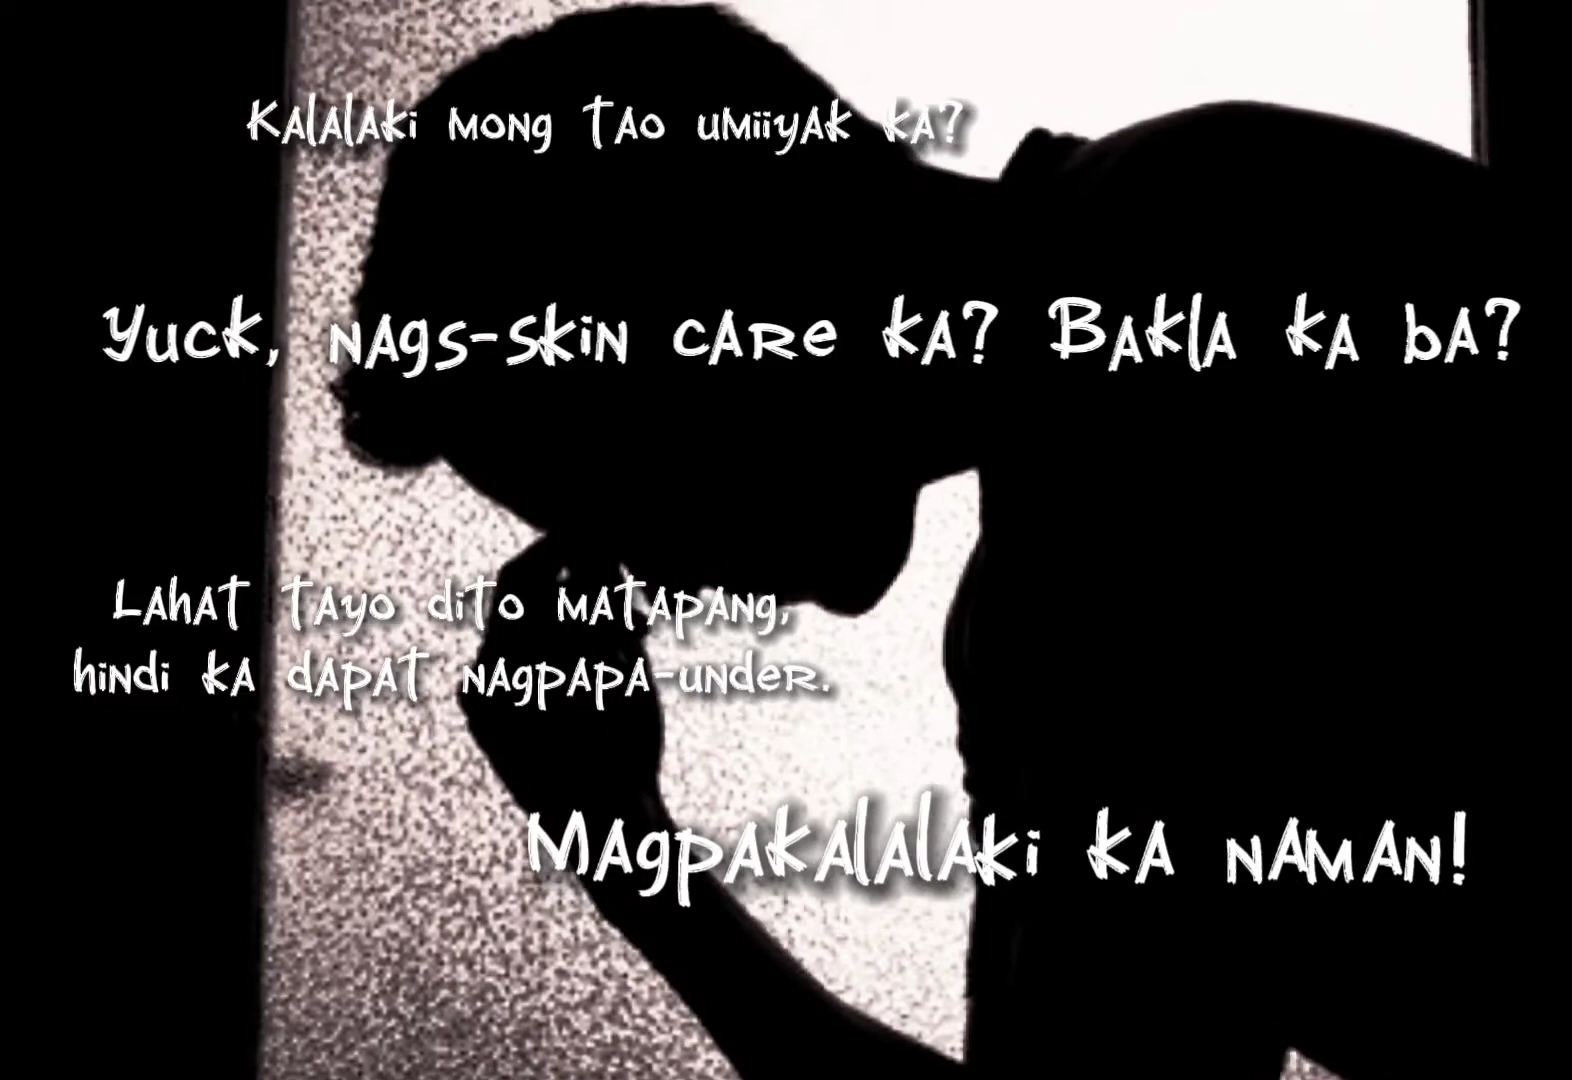 Kalalaki mong tao umiiyak ka?
Yuck, nags-skin care ka? Bakla ka ba?
Lahat tayo dito matapang,
hindi ka dapat nagpapa-under.
Magpakalalaki ka naman!